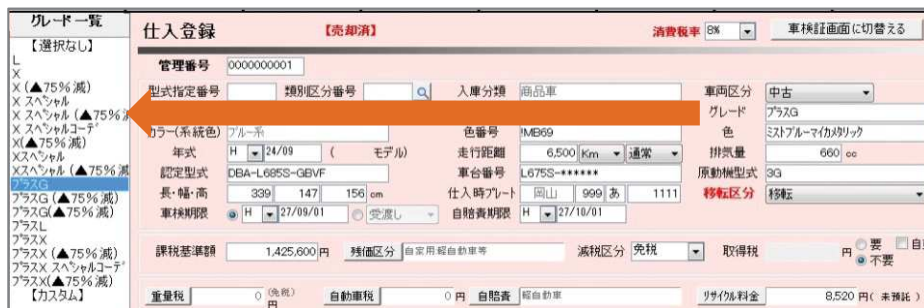 グレード一覧
【選択なし】
L
X
X (▲75%減)
X スペシャル
X スペシャル (▲75%減
X スペシャルコーデ
X(▲75%減)
Xスペシャル
Xスペシャル(▲75%減)
プラスG
プラスG (▲75%減)
プラスG(▲75%減)
プラスL
プラスX
プラスX (▲75%減)
プラスX スペシャルコーデ
プラスX(▲75%減)
【カスタム】
仕入登録 【売却済】 消費税率 8% 車検証画面に切替える
管理番号 0000000001
型式指定番号 類別区分番号 入庫分類 商品車 車両区分 中古
グレード プラスG
カラー(系統色) ブルー系 色番号 !MB69 色 ミストブルーマイカメタリック
年式 H 24/09 ( モデル) 走行距離 6,500 Km 通常 排気量 660 cc
認定型式 DBA-L685S-GBVF 車台番号 L675S-****** 原動機型式 3G
長・幅・高 339 147 156 cm 仕入時プレート 岡山 999 あ 1111 移転区分 移転
車検期限 H 27/09/01 受渡し 自賠責期限 H 27/10/01
課税基準額 1,425,600 円 残価区分 自家用軽自動車等 減税区分 免税 取得税 円 要 自
不要
重量税 0 (免税) 円 自動車税 0 円 自賠責 軽自動車 リサイクル料金 8,520 円( 未預託 )